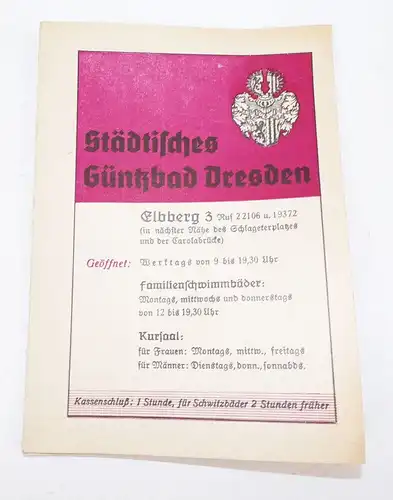 Städtisches
Güntzbad Dresden
Elbberg 3 Ruf 22106 u. 19372
(in nächster Nähe des Schlageterplatzes
und der Carolabrücke)
Geöffnet: Werktags von 9 bis 19,30 Uhr
Familienschwimmbäder:
Montags, mittwochs und donnerstags
von 12 bis 19,30 Uhr
Kursaal:
für Frauen: Montags, mittw., freitags
für Männer: Dienstags, donn., sonnabds.
Kassenschluß: 1 Stunde, für Schwitzbäder 2 Stunden früher